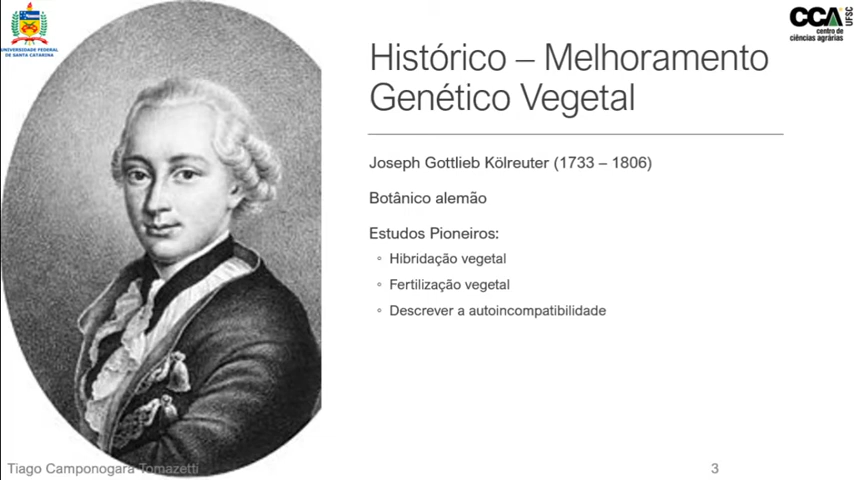 UNIVERSIDADE FEDERAL
DE SANTA CATARINA
CCA
UFSC
centro de
ciências agrárias
Histórico – Melhoramento
Genético Vegetal
Joseph Gottlieb Kölreuter (1733 – 1806)
Botânico alemão
Estudos Pioneiros:
◦ Hibridação vegetal
◦ Fertilização vegetal
◦ Descrever a autoincompatibilidade
Tiago Camponogara Tomazetti
3